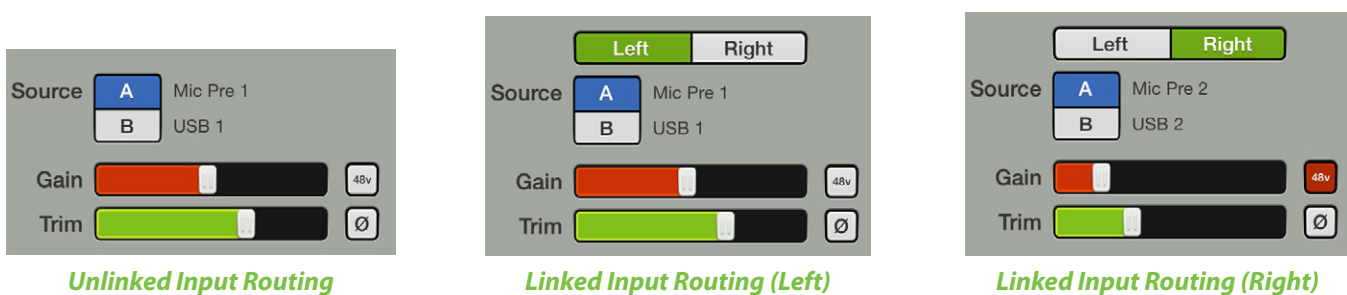 Source A Mic Pre 1
B USB 1
Gain 48v
Trim Ø
Unlinked Input Routing
Left Right
Source A Mic Pre 1
B USB 1
Gain 48v
Trim Ø
Linked Input Routing (Left)
Left Right
Source A Mic Pre 2
B USB 2
Gain 48v
Trim Ø
Linked Input Routing (Right)